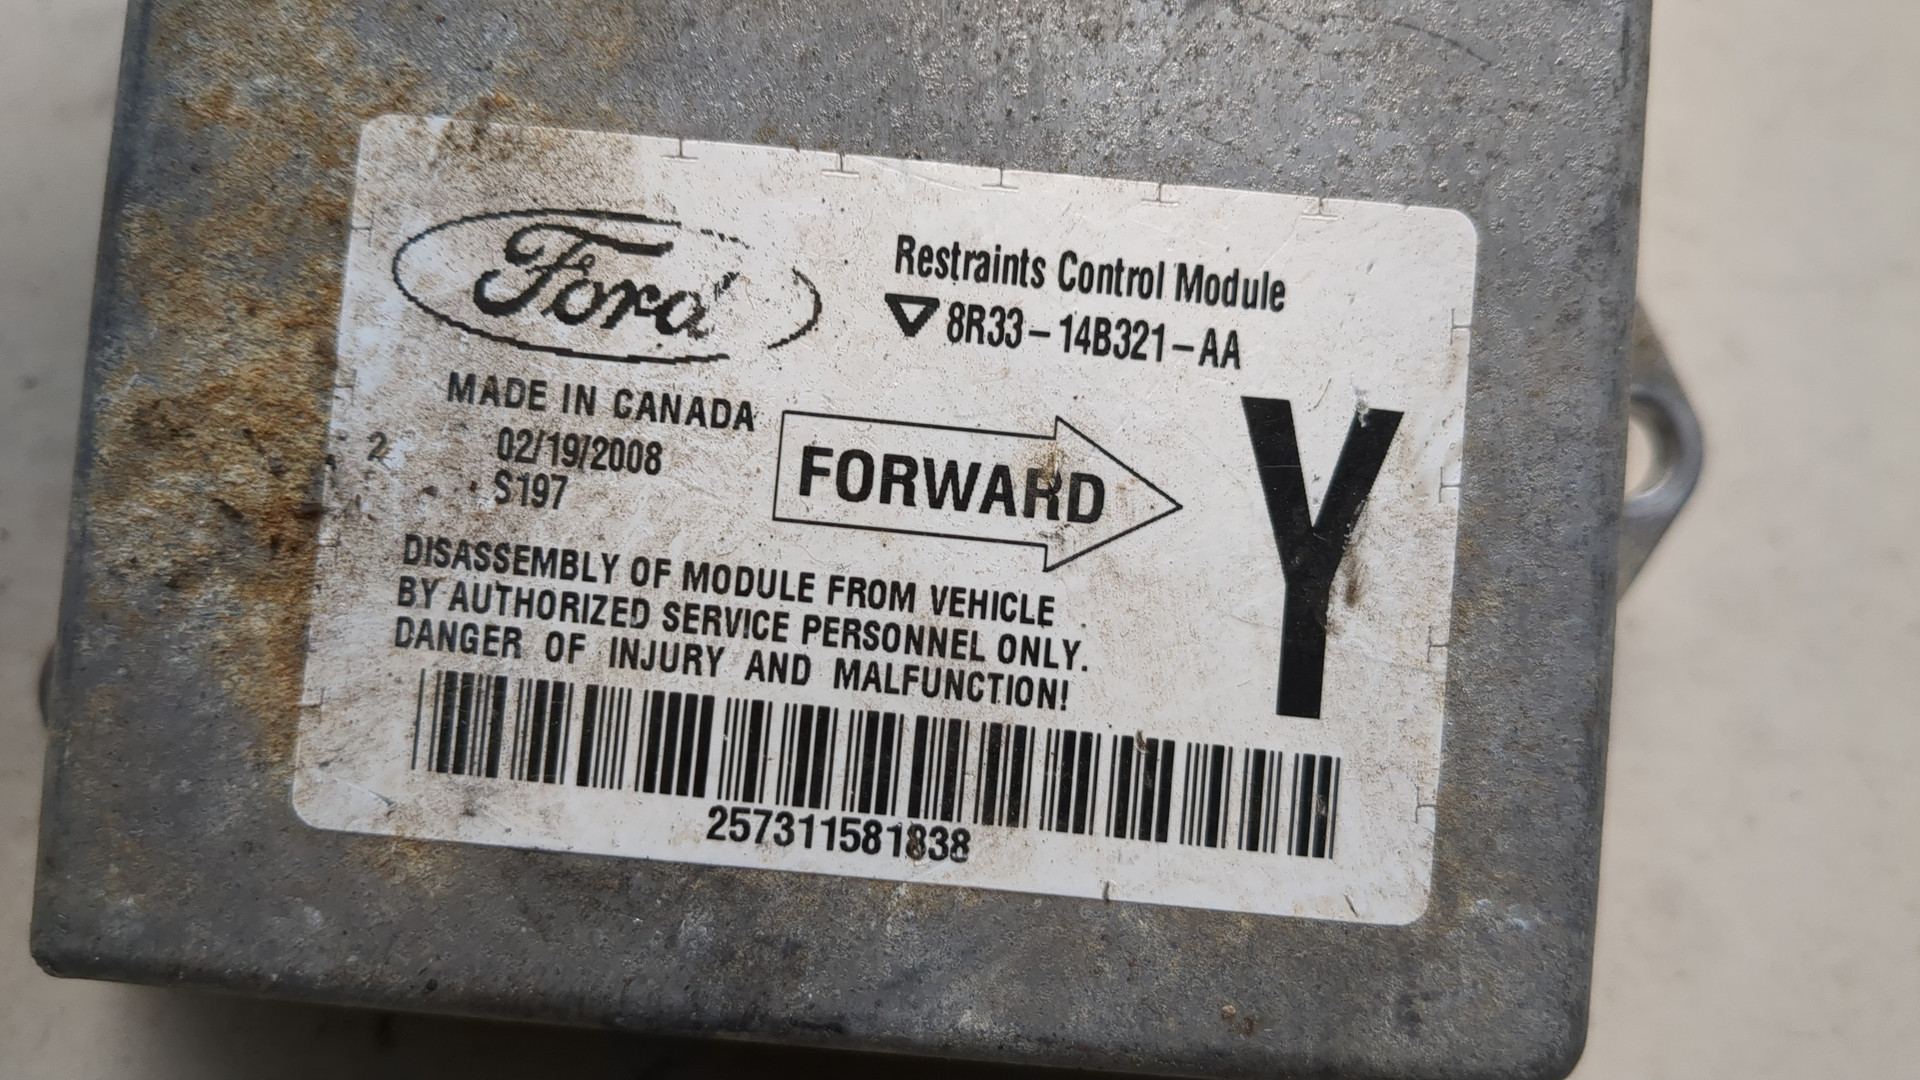 Ford
Restraints Control Module
8R33-14B321-AA
MADE IN CANADA
02/19/2008
2
S197
FORWARD
Y
DISASSEMBLY OF MODULE FROM VEHICLE
BY AUTHORIZED SERVICE PERSONNEL ONLY.
DANGER OF INJURY AND MALFUNCTION!
257311581838